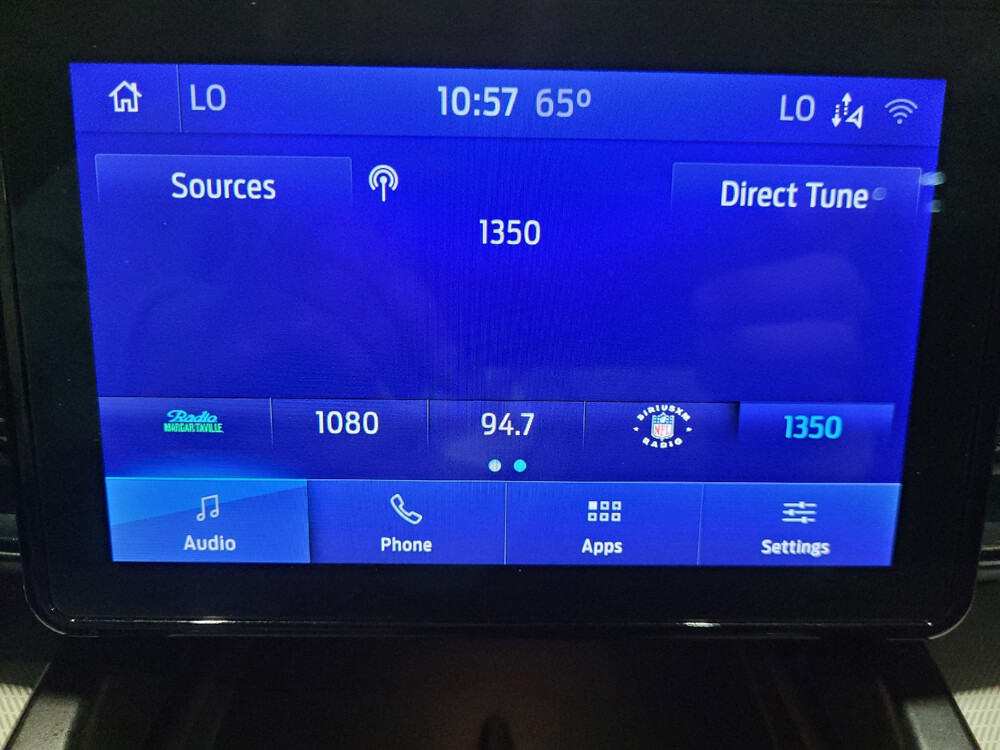 LO 10:57 65° LO
Sources
Direct Tune
1350
Radio
MARGARITAVILLE
1080
94.7
SIRIUSXM
NFL
RADIO
1350
Audio
Phone
Apps
Settings